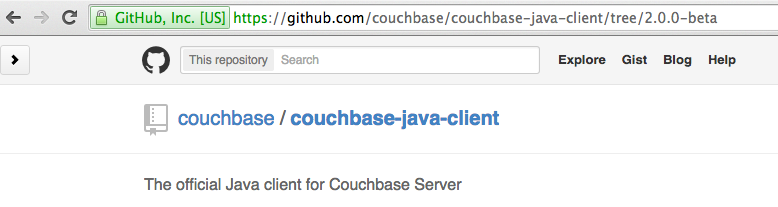 GitHub, Inc. [US] https://github.com/couchbase/couchbase-java-client/tree/2.0.0-beta
This repository Search Explore Gist Blog Help
couchbase / couchbase-java-client
The official Java client for Couchbase Server